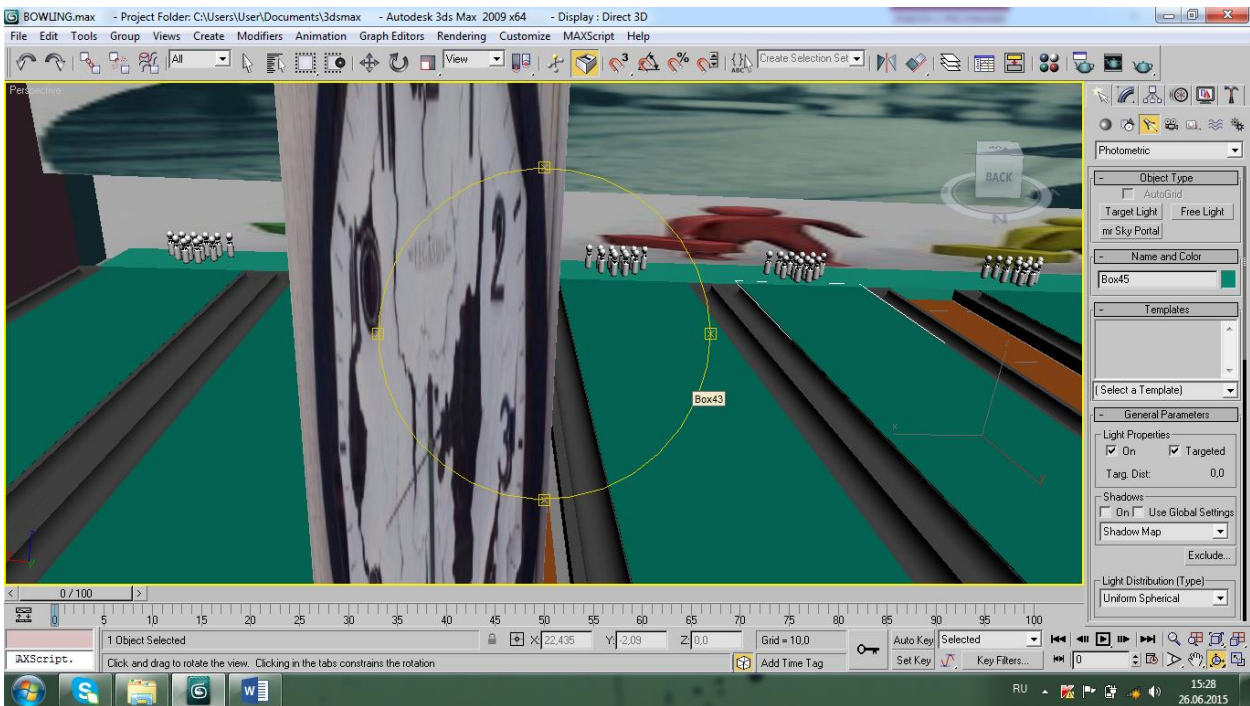 BOWLING.max - Project Folder: C:\Users\User\Documents\3dsmax - Autodesk 3ds Max 2009 x64 - Display : Direct 3D
File Edit Tools Group Views Create Modifiers Animation Graph Editors Rendering Customize MAXScript Help
All View Create Selection Set
Perspective
BACK
N
2
3
Box43
x
z
y
Photometric
- Object Type
AutoGrid
Target Light Free Light
mr Sky Portal
- Name and Color
Box45
- Templates
(Select a Template)
- General Parameters
Light Properties
On Targeted
Targ. Dist: 0,0
Shadows
On Use Global Settings
Shadow Map
Exclude...
Light Distribution (Type)
Uniform Spherical
< 0 / 100 >
0 5 10 15 20 25 30 35 40 45 50 55 60 65 70 75 80 85 90 95 100
1 Object Selected X: 22,435 Y: -2,09 Z: 0,0 Grid = 10,0 Auto Key Selected
AXScript. Click and drag to rotate the view. Clicking in the tabs constrains the rotation Add Time Tag Set Key Key Filters... 0
RU 15:28
26.06.2015